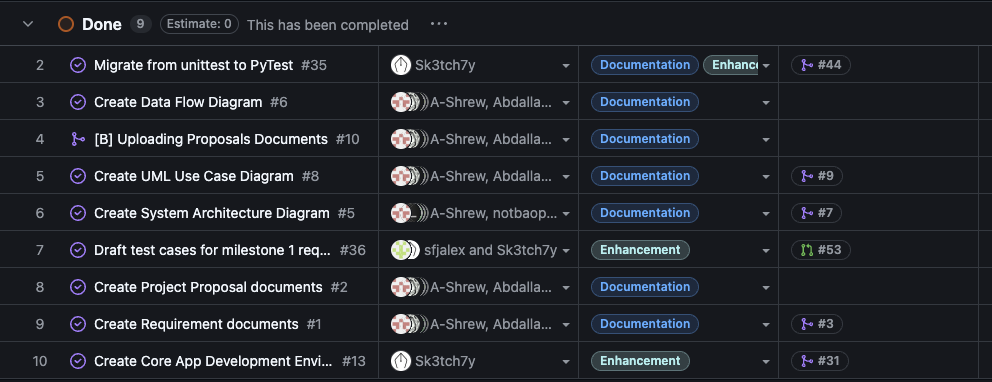 Done 9 Estimate: 0 This has been completed ...
2 Migrate from unittest to PyTest #35 Sk3tch7y Documentation Enhanc #44
3 Create Data Flow Diagram #6 A-Shrew, Abdalla... Documentation
4 [B] Uploading Proposals Documents #10 A-Shrew, Abdalla... Documentation
5 Create UML Use Case Diagram #8 A-Shrew, Abdalla... Documentation #9
6 Create System Architecture Diagram #5 A-Shrew, notbaop... Documentation #7
7 Draft test cases for milestone 1 req... #36 sfjalex and Sk3tch7y Enhancement #53
8 Create Project Proposal documents #2 A-Shrew, Abdalla... Documentation
9 Create Requirement documents #1 A-Shrew, Abdalla... Documentation #3
10 Create Core App Development Envi... #13 Sk3tch7y Enhancement #31